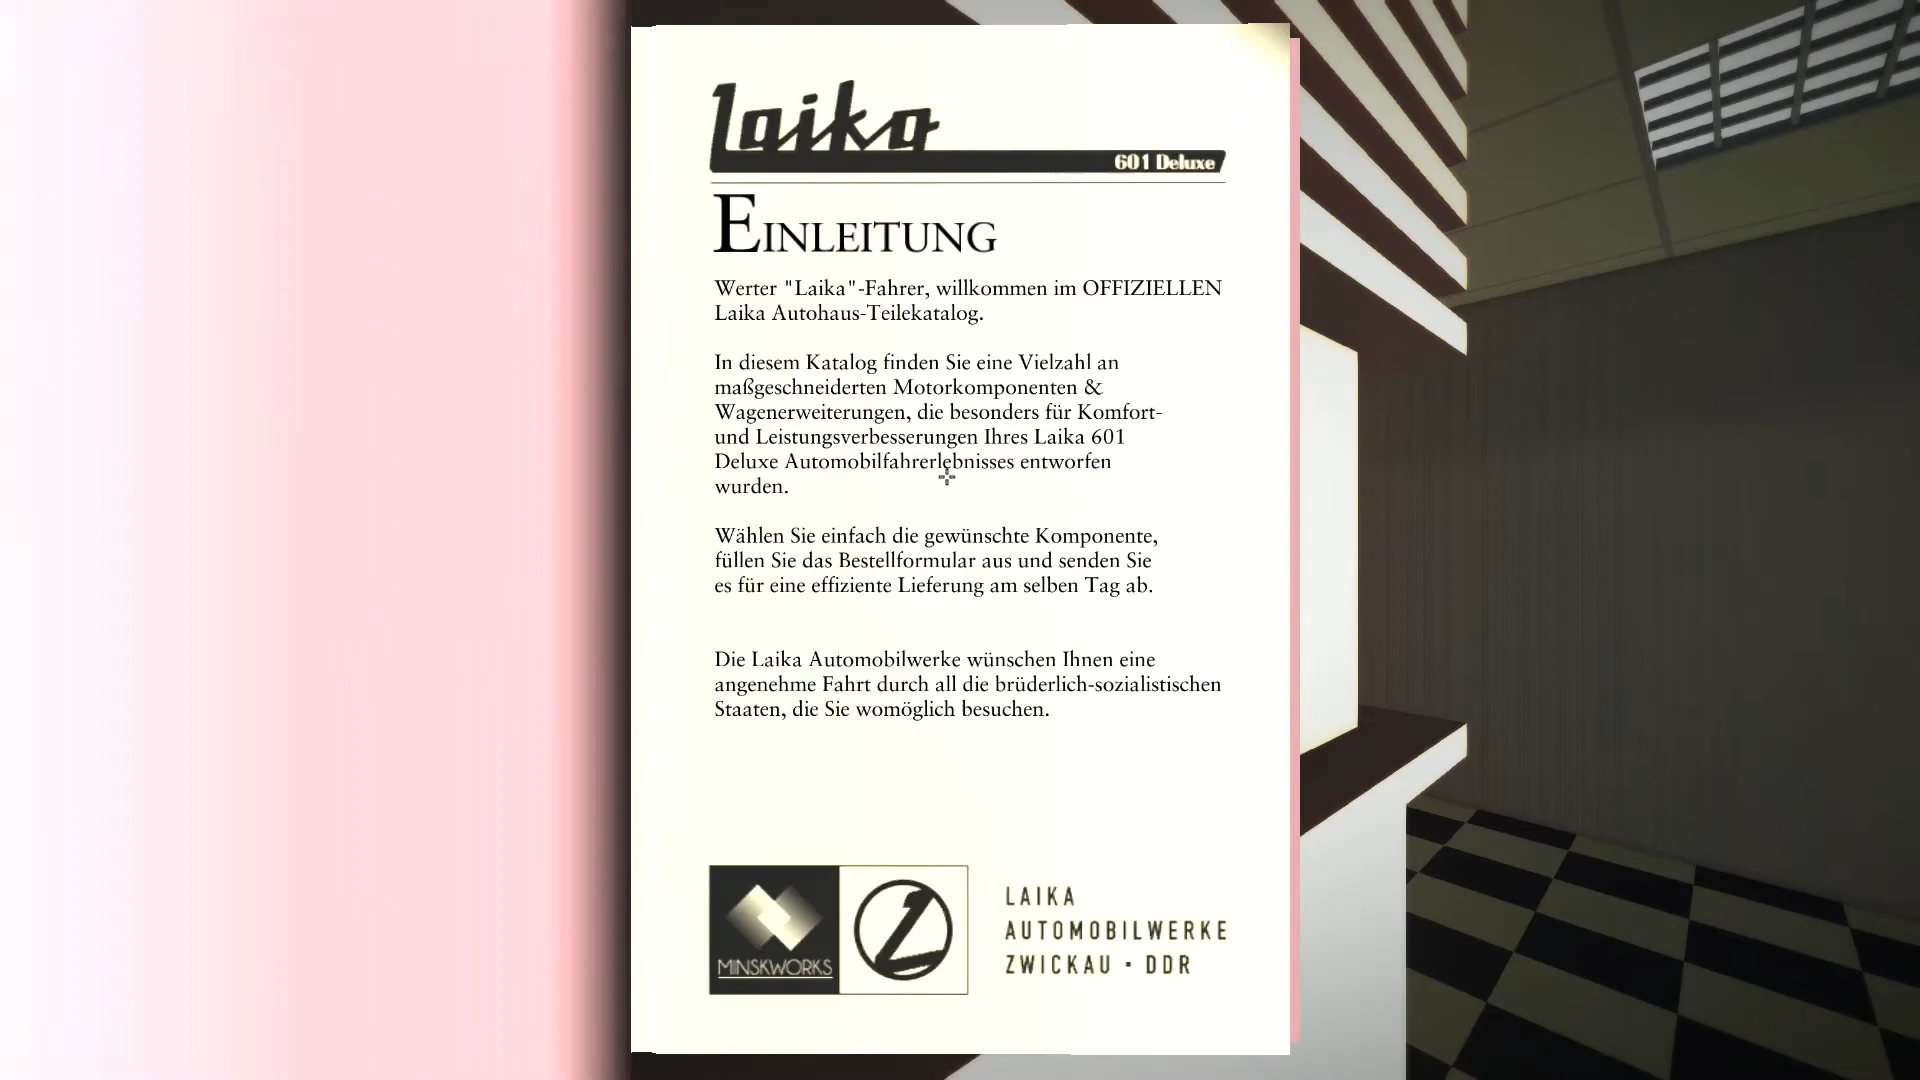 Laika
601 Deluxe
EINLEITUNG
Werter "Laika"-Fahrer, willkommen im OFFIZIELLEN
Laika Autohaus-Teilekatalog.
In diesem Katalog finden Sie eine Vielzahl an
maßgeschneiderten Motorkomponenten &
Wagenerweiterungen, die besonders für Komfort-
und Leistungsverbesserungen Ihres Laika 601
Deluxe Automobilfahrerlebnisses entworfen
wurden.
Wählen Sie einfach die gewünschte Komponente,
füllen Sie das Bestellformular aus und senden Sie
es für eine effiziente Lieferung am selben Tag ab.
Die Laika Automobilwerke wünschen Ihnen eine
angenehme Fahrt durch all die brüderlich-sozialistischen
Staaten, die Sie womöglich besuchen.
MINSKWORKS
L
LAIKA
AUTOMOBILWERKE
ZWICKAU · DDR